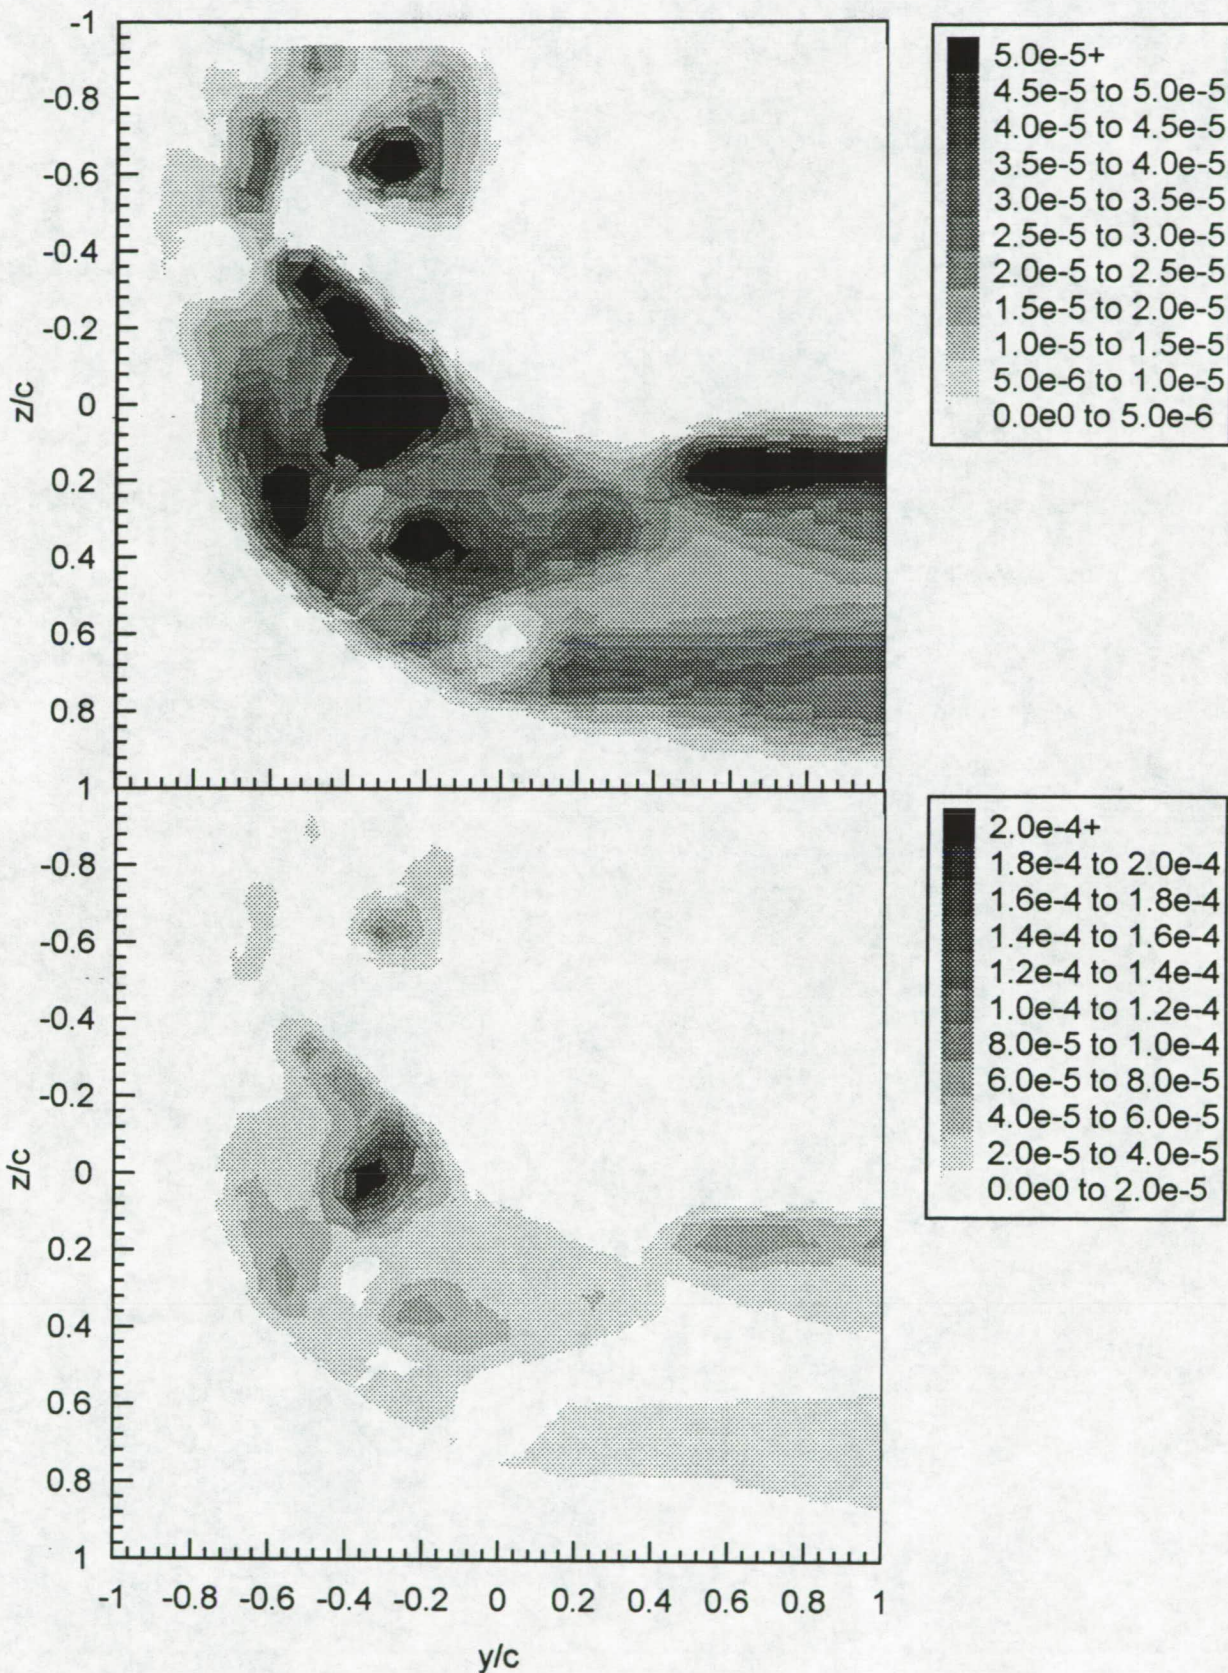 -1
-0.8
-0.6
-0.4
-0.2
0
0.2
0.4
0.6
0.8
1
z/c
5.0e-5+
4.5e-5 to 5.0e-5
4.0e-5 to 4.5e-5
3.5e-5 to 4.0e-5
3.0e-5 to 3.5e-5
2.5e-5 to 3.0e-5
2.0e-5 to 2.5e-5
1.5e-5 to 2.0e-5
1.0e-5 to 1.5e-5
5.0e-6 to 1.0e-5
0.0e0 to 5.0e-6
-0.8
-0.6
-0.4
-0.2
0
0.2
0.4
0.6
0.8
1
z/c
2.0e-4+
1.8e-4 to 2.0e-4
1.6e-4 to 1.8e-4
1.4e-4 to 1.6e-4
1.2e-4 to 1.4e-4
1.0e-4 to 1.2e-4
8.0e-5 to 1.0e-4
6.0e-5 to 8.0e-5
4.0e-5 to 6.0e-5
2.0e-5 to 4.0e-5
0.0e0 to 2.0e-5
-1 -0.8 -0.6 -0.4 -0.2 0 0.2 0.4 0.6 0.8 1
y/c